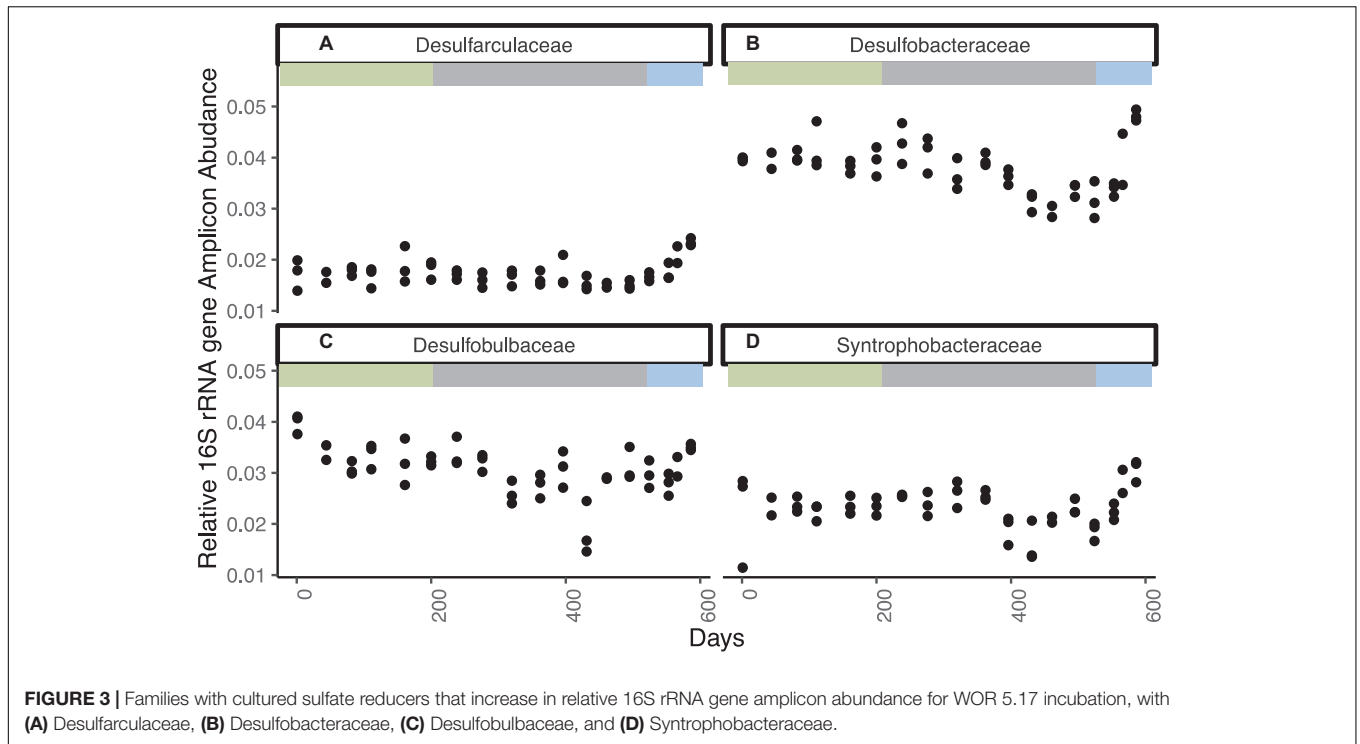 A Desulfarculaceae
B Desulfobacteraceae
0.05
0.04
0.03
0.02
0.01
C Desulfobulbaceae
D Syntrophobacteraceae
0.05
0.04
0.03
0.02
0.01
Relative 16S rRNA gene Amplicon Abudance
0
200
400
600
0
200
400
600
Days
FIGURE 3 | Families with cultured sulfate reducers that increase in relative 16S rRNA gene amplicon abundance for WOR 5.17 incubation, with
(A) Desulfarculaceae, (B) Desulfobacteraceae, (C) Desulfobulbaceae, and (D) Syntrophobacteraceae.